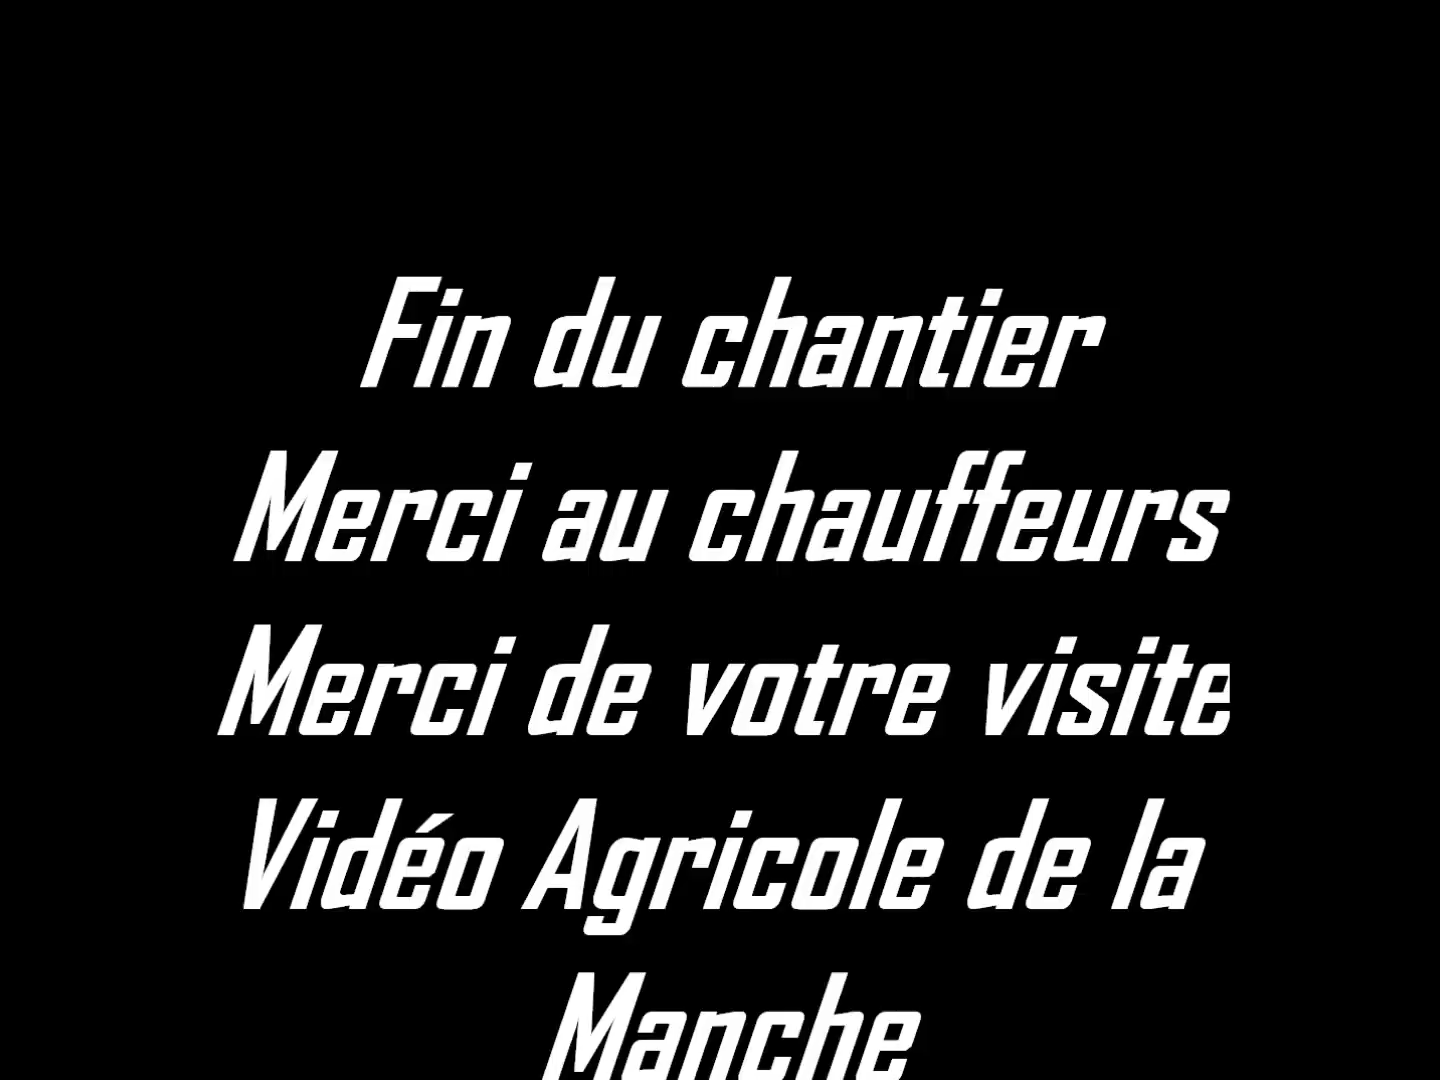 Fin du chantier
Merci au chauffeurs
Merci de votre visite
Vidéo Agricole de la
Manche